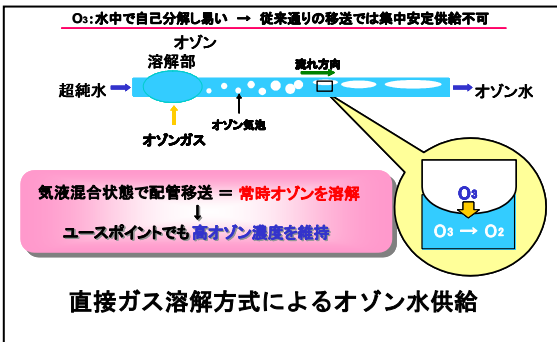 O₃:水中で自己分解し易い → 従来通りの移送では集中安定供給不可
オゾン
溶解部
流れ方向
超純水
オゾン水
オゾン気泡
オゾンガス
気液混合状態で配管移送 = 常時オゾンを溶解
↓
ユースポイントでも高オゾン濃度を維持
O₃
O₃ → O₂
直接ガス溶解方式によるオゾン水供給